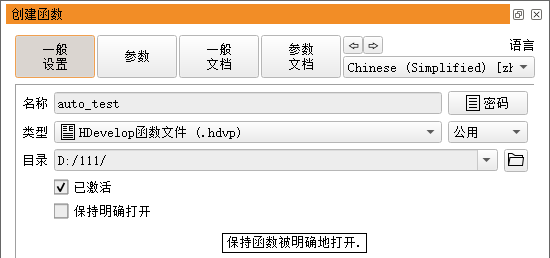 创建函数
一般
设置
参数
一般
文档
参数
文档
语言
Chinese (Simplified) [zh
名称 auto_test 密码
类型 HDevelop函数文件 (.hdvp) 公用
目录 D:/111/
已激活
保持明确打开
保持函数被明确地打开.